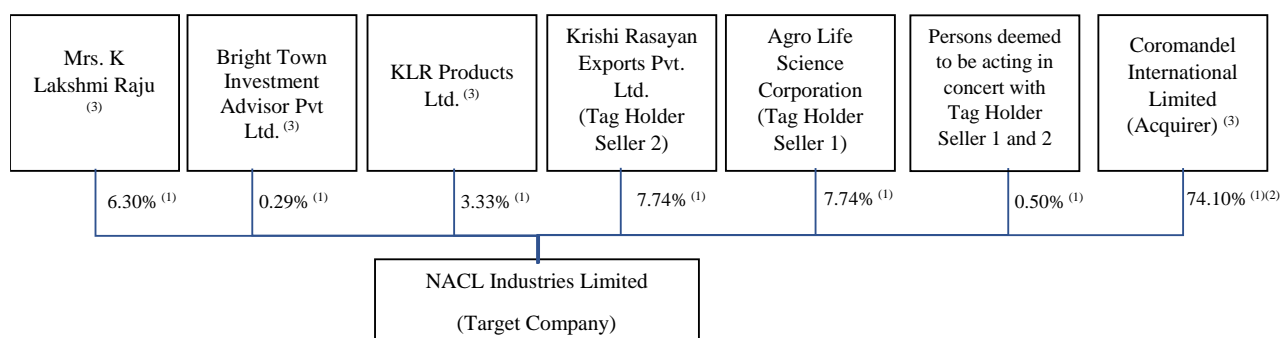 Mrs. K
Lakshmi Raju
(3)
Bright Town
Investment
Advisor Pvt
Ltd. (3)
KLR Products
Ltd. (3)
Krishi Rasayan
Exports Pvt.
Ltd.
(Tag Holder
Seller 2)
Agro Life
Science
Corporation
(Tag Holder
Seller 1)
Persons deemed
to be acting in
concert with
Tag Holder
Seller 1 and 2
Coromandel
International
Limited
(Acquirer) (3)
6.30% (1)
0.29% (1)
3.33% (1)
7.74% (1)
7.74% (1)
0.50% (1)
74.10% (1)(2)
NACL Industries Limited
(Target Company)